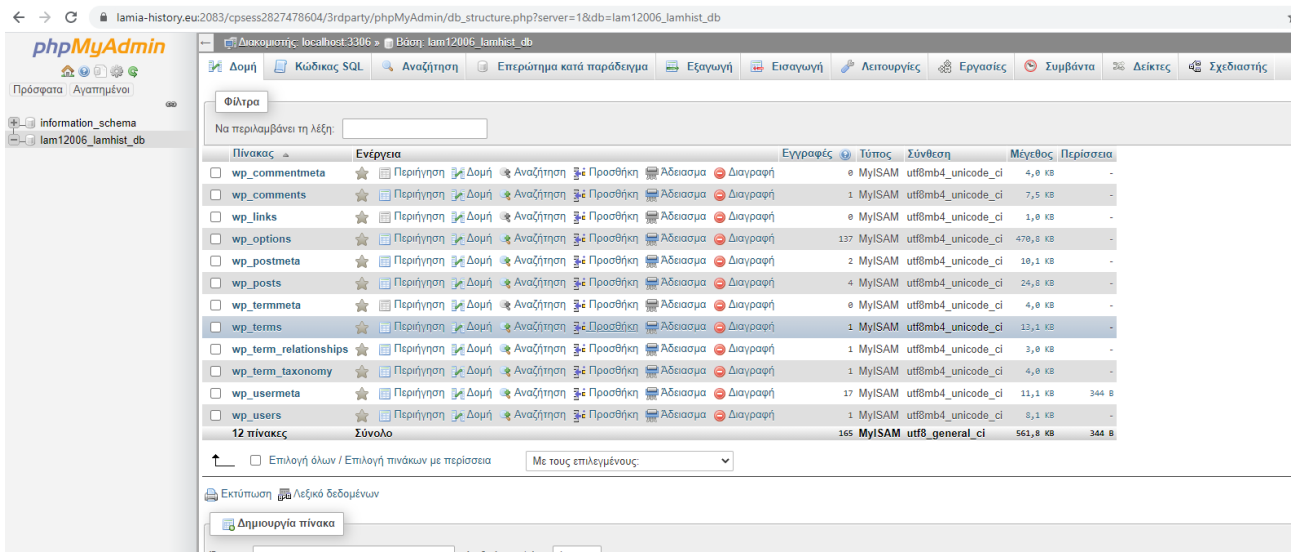 lamia-history.eu:2083/cpsess2827478604/3rdparty/phpMyAdmin/db_structure.php?server=1&db=lam12006_lamhist_db
phpMyAdmin
Πρόσφατα Αγαπημένοι
information_schema
lam12006_lamhist_db
Διακομιστής: localhost:3306 » Βάση: lam12006_lamhist_db
Δομή Κώδικας SQL Αναζήτηση Επερώτημα κατά παράδειγμα Εξαγωγή Εισαγωγή Λειτουργίες Εργασίες Συμβάντα Δείκτες Σχεδιαστής
Φίλτρα
Να περιλαμβάνει τη λέξη:
Πίνακας Ενέργεια Εγγραφές Τύπος Σύνθεση Μέγεθος Περίσσεια
wp_commentmeta Περιήγηση Δομή Αναζήτηση Προσθήκη Άδειασμα Διαγραφή 0 MyISAM utf8mb4_unicode_ci 4,0 KB -
wp_comments Περιήγηση Δομή Αναζήτηση Προσθήκη Άδειασμα Διαγραφή 1 MyISAM utf8mb4_unicode_ci 7,5 KB -
wp_links Περιήγηση Δομή Αναζήτηση Προσθήκη Άδειασμα Διαγραφή 0 MyISAM utf8mb4_unicode_ci 1,0 KB -
wp_options Περιήγηση Δομή Αναζήτηση Προσθήκη Άδειασμα Διαγραφή 137 MyISAM utf8mb4_unicode_ci 470,8 KB -
wp_postmeta Περιήγηση Δομή Αναζήτηση Προσθήκη Άδειασμα Διαγραφή 2 MyISAM utf8mb4_unicode_ci 10,1 KB -
wp_posts Περιήγηση Δομή Αναζήτηση Προσθήκη Άδειασμα Διαγραφή 4 MyISAM utf8mb4_unicode_ci 24,8 KB -
wp_termmeta Περιήγηση Δομή Αναζήτηση Προσθήκη Άδειασμα Διαγραφή 0 MyISAM utf8mb4_unicode_ci 4,0 KB -
wp_terms Περιήγηση Δομή Αναζήτηση Προσθήκη Άδειασμα Διαγραφή 1 MyISAM utf8mb4_unicode_ci 13,1 KB -
wp_term_relationships Περιήγηση Δομή Αναζήτηση Προσθήκη Άδειασμα Διαγραφή 1 MyISAM utf8mb4_unicode_ci 3,0 KB -
wp_term_taxonomy Περιήγηση Δομή Αναζήτηση Προσθήκη Άδειασμα Διαγραφή 1 MyISAM utf8mb4_unicode_ci 4,0 KB -
wp_usermeta Περιήγηση Δομή Αναζήτηση Προσθήκη Άδειασμα Διαγραφή 17 MyISAM utf8mb4_unicode_ci 11,1 KB 344 B
wp_users Περιήγηση Δομή Αναζήτηση Προσθήκη Άδειασμα Διαγραφή 1 MyISAM utf8mb4_unicode_ci 8,1 KB -
12 πίνακες Σύνολο 165 MyISAM utf8_general_ci 561,8 KB 344 B
Επιλογή όλων / Επιλογή πινάκων με περίσσεια Με τους επιλεγμένους:
Εκτύπωση Λεξικό δεδομένων
Δημιουργία πίνακα